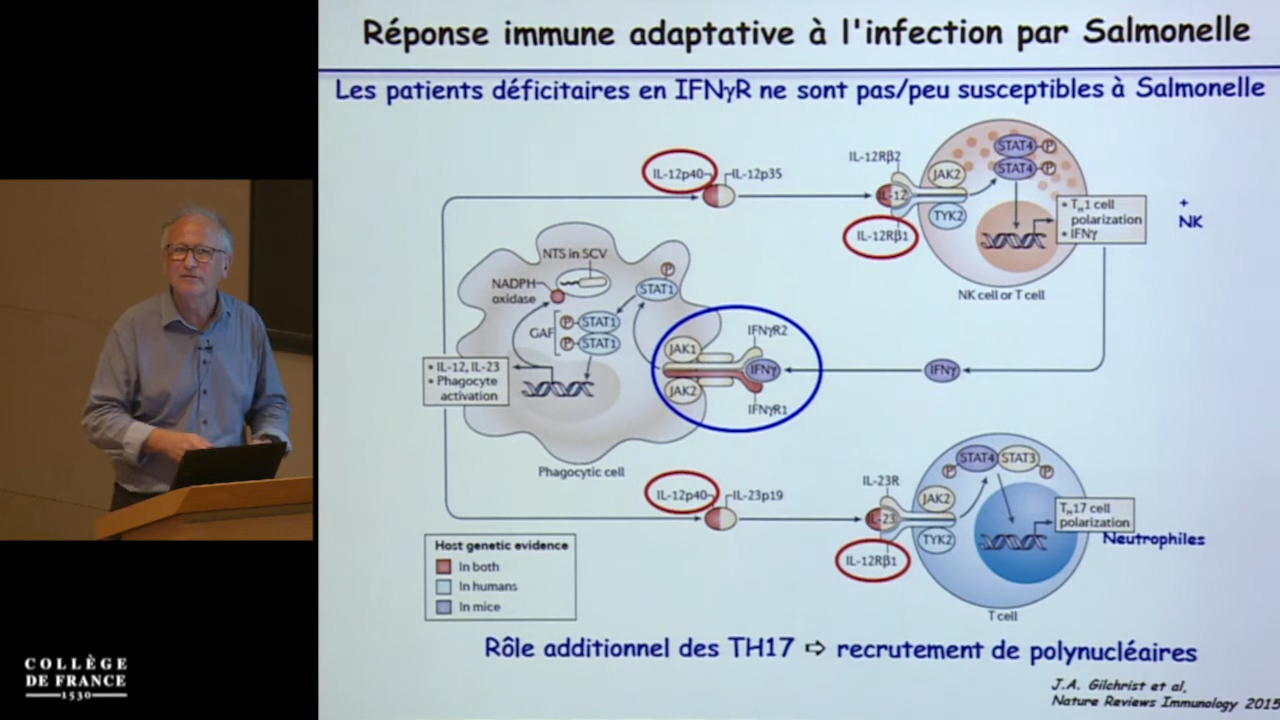 Réponse immune adaptative à l'infection par Salmonelle
Les patients déficitaires en IFNγR ne sont pas/peu susceptibles à Salmonelle
IL-12p40
IL-12p35
IL-12Rβ2
IL-12
IL-12Rβ1
JAK2
TYK2
STAT4
P
STAT4
P
• TH1 cell
polarization
• IFNγ
+
NK
NK cell or T cell
NTS in SCV
NADPH
oxidase
P
STAT1
GAF
P
STAT1
P
STAT1
• IL-12, IL-23
• Phagocyte
activation
JAK1
JAK2
IFNγR2
IFNγ
IFNγR1
IFNγ
Phagocytic cell
IL-12p40
IL-23p19
IL-23R
IL-23
IL-12Rβ1
JAK2
TYK2
P
STAT4
STAT3
P
TH17 cell
polarization
Neutrophiles
T cell
Host genetic evidence
In both
In humans
In mice
Rôle additionnel des TH17 ⇨ recrutement de polynucléaires
J.A. Gilchrist et al,
Nature Reviews Immunology 2015
COLLÈGE
DE FRANCE
1530